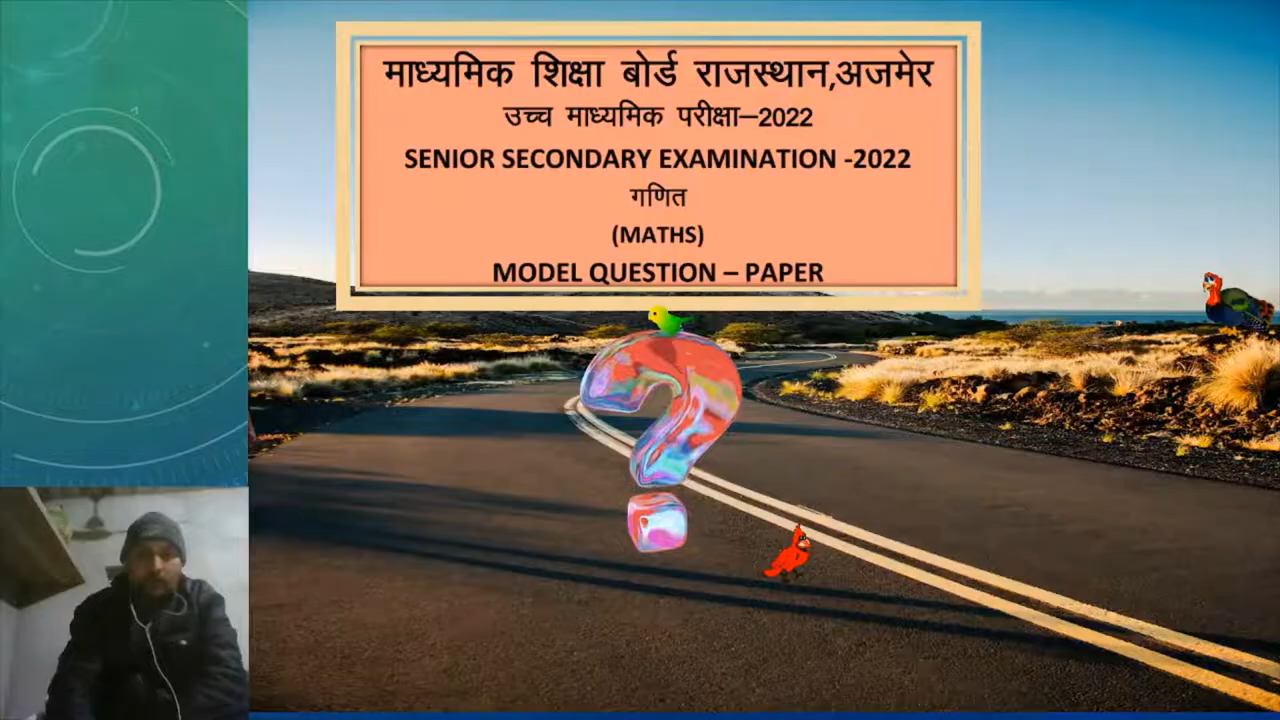 माध्यमिक शिक्षा बोर्ड राजस्थान,अजमेर
उच्च माध्यमिक परीक्षा–2022
SENIOR SECONDARY EXAMINATION -2022
गणित
(MATHS)
MODEL QUESTION – PAPER